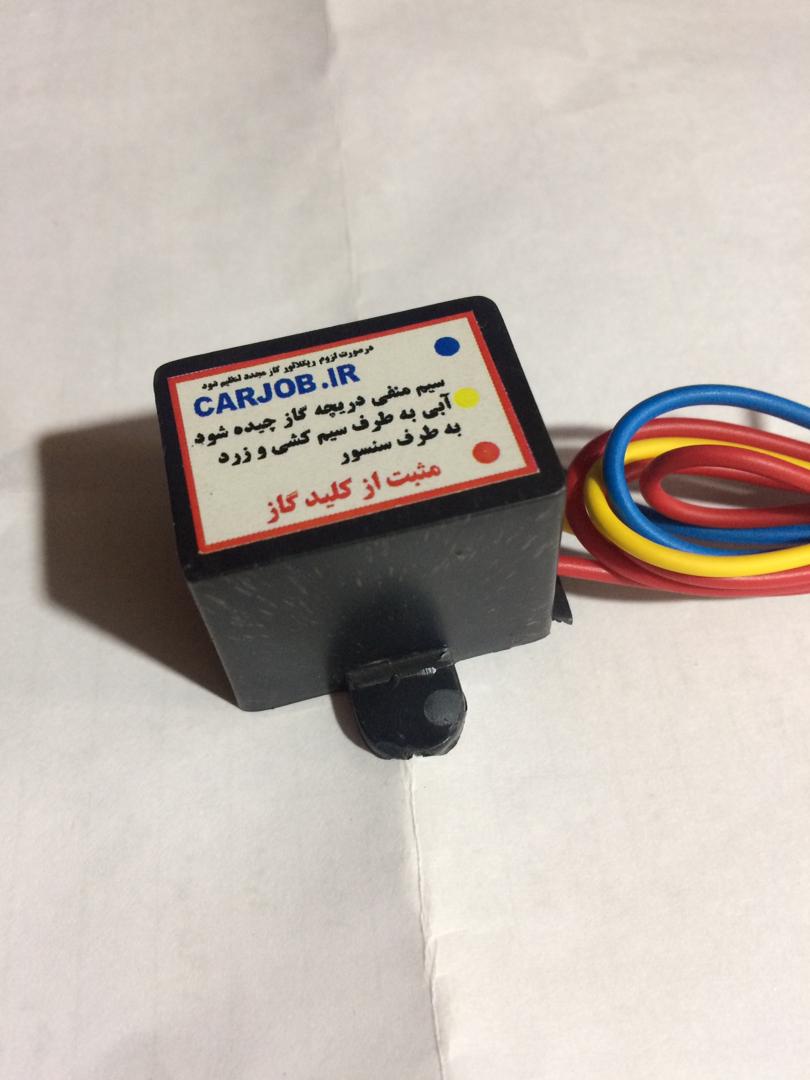 درصورت لزوم ریگلاتور گاز مجدد تنظیم شود
CARJOB.IR
سیم منفی دریچه گاز چیده شود
آبی به طرف سیم کشی و زرد
به طرف سنسور
مثبت از کلید گاز